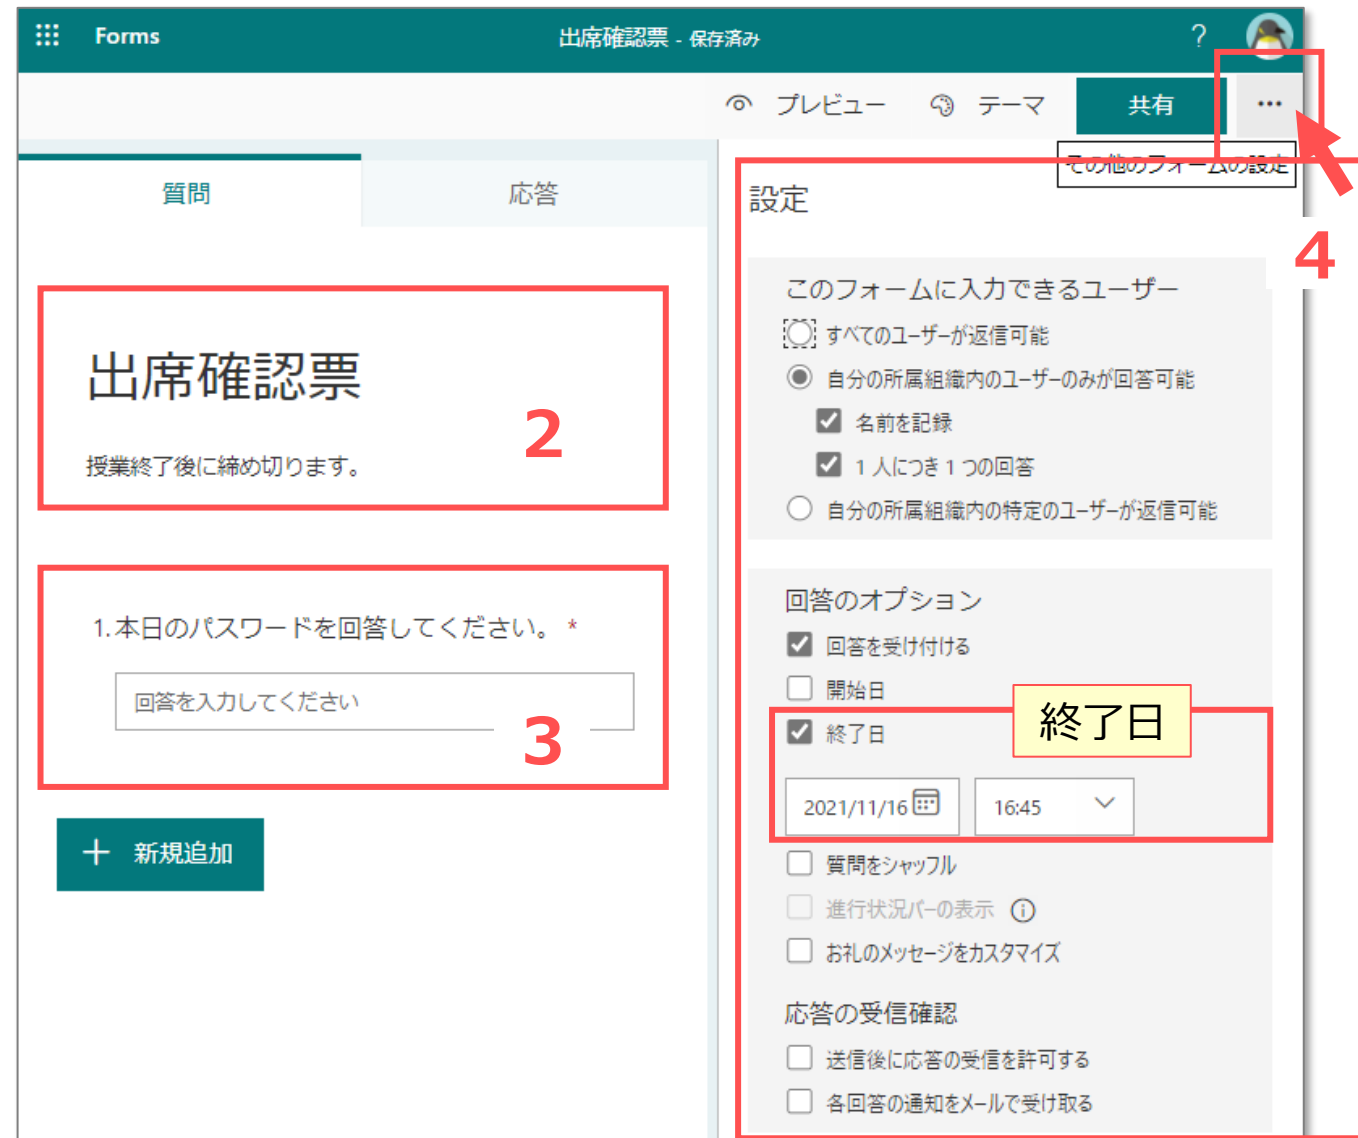 Forms
出席確認票 - 保存済み
?
プレビュー
テーマ
共有
...
その他のフォームの設定
4
質問
応答
出席確認票
授業終了後に締め切ります。
2
1. 本日のパスワードを回答してください。 *
回答を入力してください
3
+ 新規追加
設定
このフォームに入力できるユーザー
すべてのユーザーが返信可能
自分の所属組織内のユーザーのみが回答可能
名前を記録
1 人につき 1 つの回答
自分の所属組織内の特定のユーザーが返信可能
回答のオプション
回答を受け付ける
開始日
終了日
終了日
2021/11/16
16:45
質問をシャッフル
進行状況バーの表示
お礼のメッセージをカスタマイズ
応答の受信確認
送信後に応答の受信を許可する
各回答の通知をメールで受け取る